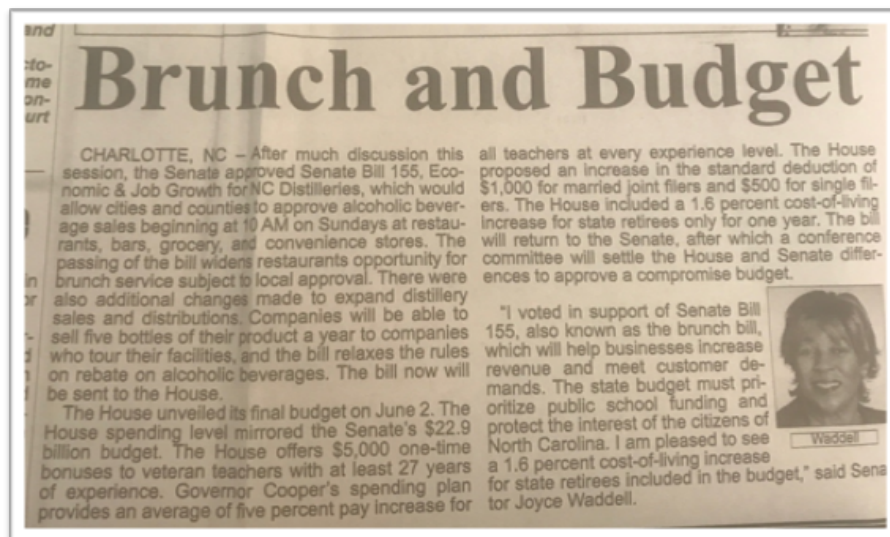 and
cto-
me
on-
urt
Brunch and Budget
CHARLOTTE, NC – After much discussion this
session, the Senate approved Senate Bill 155, Eco-
nomic & Job Growth for NC Distilleries, which would
allow cities and counties to approve alcoholic bever-
age sales beginning at 10 AM on Sundays at restau-
rants, bars, grocery, and convenience stores. The
passing of the bill widens restaurants opportunity for
brunch service subject to local approval. There were
also additional changes made to expand distillery
sales and distributions. Companies will be able to
sell five bottles of their product a year to companies
who tour their facilities, and the bill relaxes the rules
on rebate on alcoholic beverages. The bill now will
be sent to the House.
The House unveiled its final budget on June 2. The
House spending level mirrored the Senate's $22.9
billion budget. The House offers $5,000 one-time
bonuses to veteran teachers with at least 27 years
of experience. Governor Cooper's spending plan
provides an average of five percent pay increase for
all teachers at every experience level. The House
proposed an increase in the standard deduction of
$1,000 for married joint filers and $500 for single fil-
ers. The House included a 1.6 percent cost-of-living
increase for state retirees only for one year. The bill
will return to the Senate, after which a conference
committee will settle the House and Senate differ-
ences to approve a compromise budget.
"I voted in support of Senate Bill
155, also known as the brunch bill,
which will help businesses increase
revenue and meet customer de-
mands. The state budget must pri-
oritize public school funding and
protect the interest of the citizens of
North Carolina. I am pleased to see
a 1.6 percent cost-of-living increase
for state retirees included in the budget," said Sena
tor Joyce Waddell.
Waddell